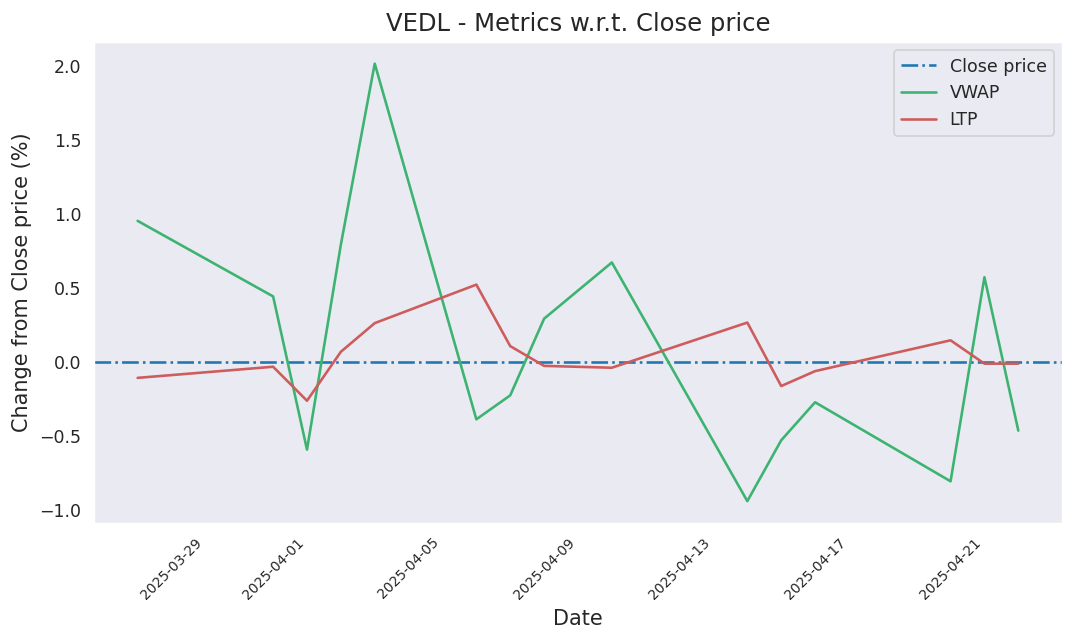 VEDL - Metrics w.r.t. Close price
Change from Close price (%)
2.0
1.5
1.0
0.5
0.0
−0.5
−1.0
Close price
VWAP
LTP
2025-03-29
2025-04-01
2025-04-05
2025-04-09
2025-04-13
2025-04-17
2025-04-21
Date